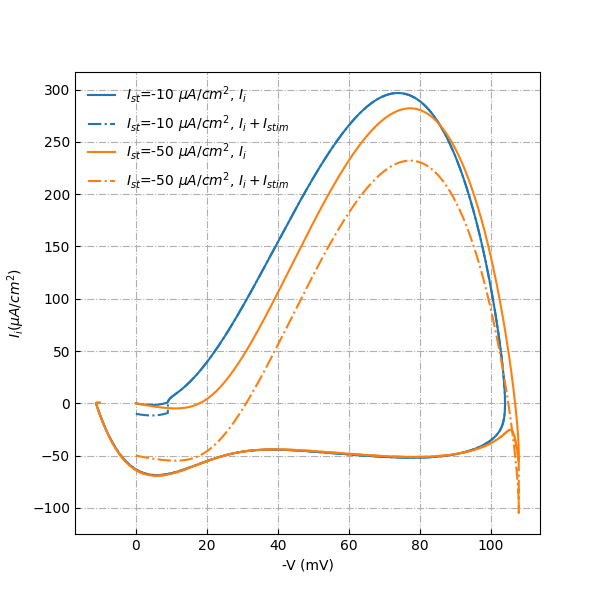 I_st=-10 μA/cm², I_i
I_st=-10 μA/cm², I_i + I_stim
I_st=-50 μA/cm², I_i
I_st=-50 μA/cm², I_i + I_stim
300
250
200
150
100
50
0
−50
−100
I_i(μA/cm²)
0 20 40 60 80 100
-V (mV)